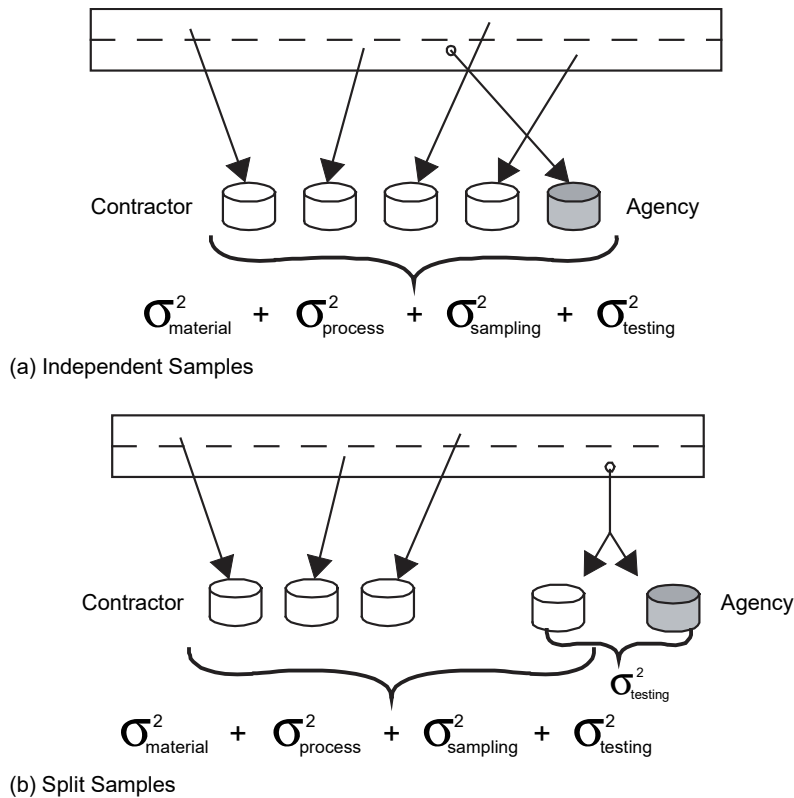 Contractor Agency
σ²material + σ²process + σ²sampling + σ²testing
(a) Independent Samples
Contractor Agency
σ²testing
σ²material + σ²process + σ²sampling + σ²testing
(b) Split Samples